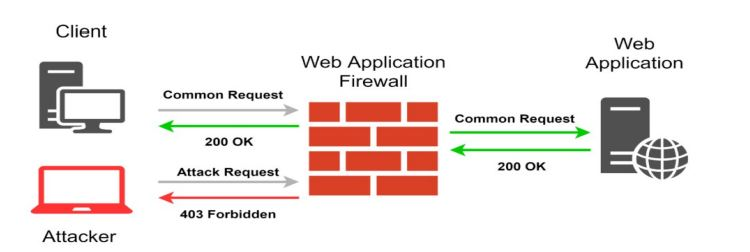 Client
Web Application
Firewall
Web
Application
Common Request
200 OK
Common Request
200 OK
Attack Request
403 Forbidden
Attacker